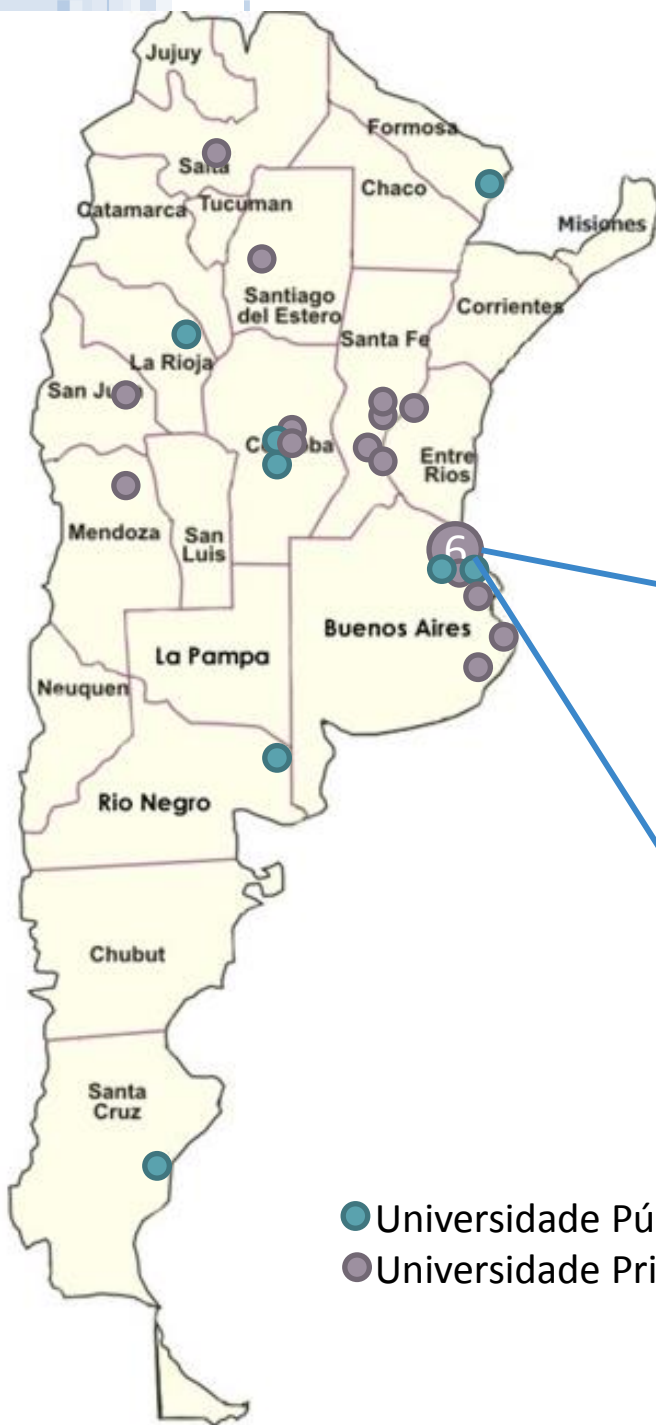 Jujuy
Formosa
Salta
Chaco
Catamarca
Tucuman
Misiones
Santiago
del Estero
Corrientes
Santa Fe
La Rioja
San Juan
Entre
Rios
Mendoza
San
Luis
6
Buenos Aires
La Pampa
Neuquen
Rio Negro
Chubut
Santa
Cruz
Universidade Pú
Universidade Pri